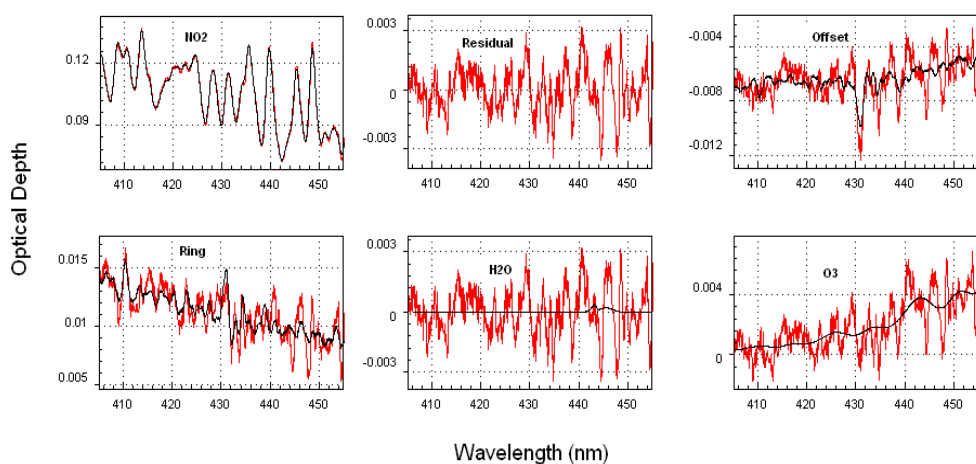 NO2
0.12
0.09
410 420 430 440 450
Residual
0.003
0
-0.003
410 420 430 440 450
Offset
-0.004
-0.008
-0.012
410 420 430 440 450
Optical Depth
Ring
0.015
0.01
0.005
410 420 430 440 450
H2O
0.003
0
-0.003
410 420 430 440 450
O3
0.004
0
410 420 430 440 450
Wavelength (nm)